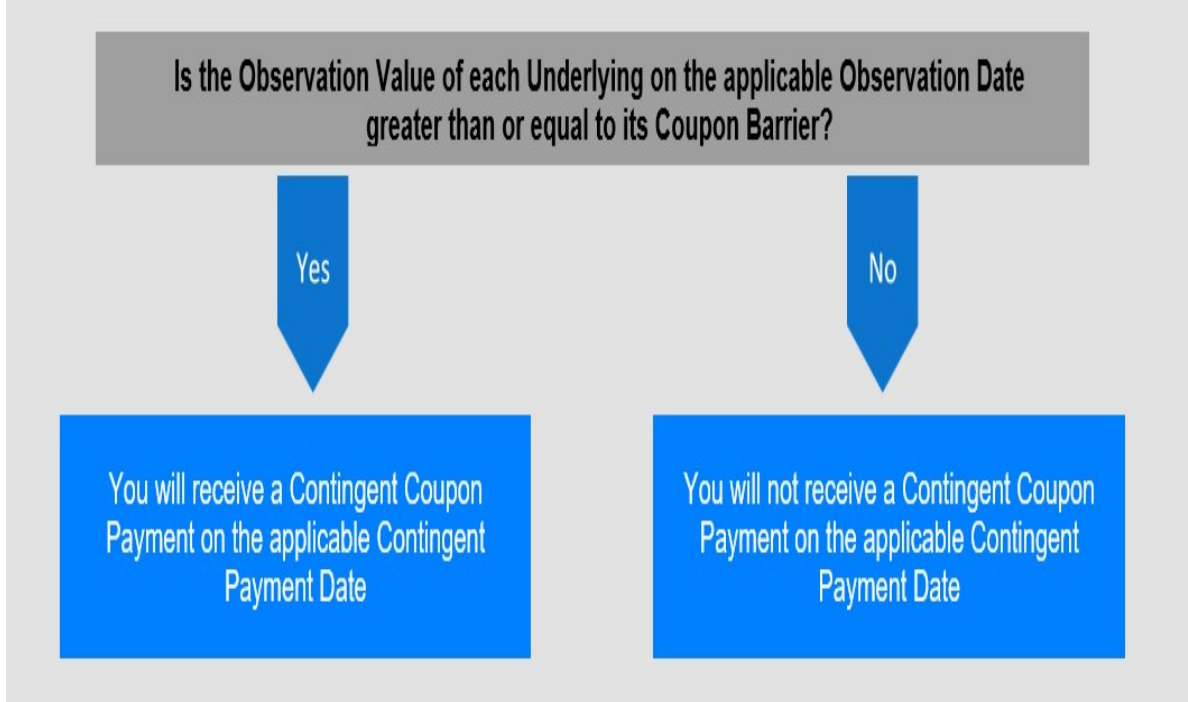 Is the Observation Value of each Underlying on the applicable Observation Date
greater than or equal to its Coupon Barrier?
Yes
No
You will receive a Contingent Coupon
Payment on the applicable Contingent
Payment Date
You will not receive a Contingent Coupon
Payment on the applicable Contingent
Payment Date